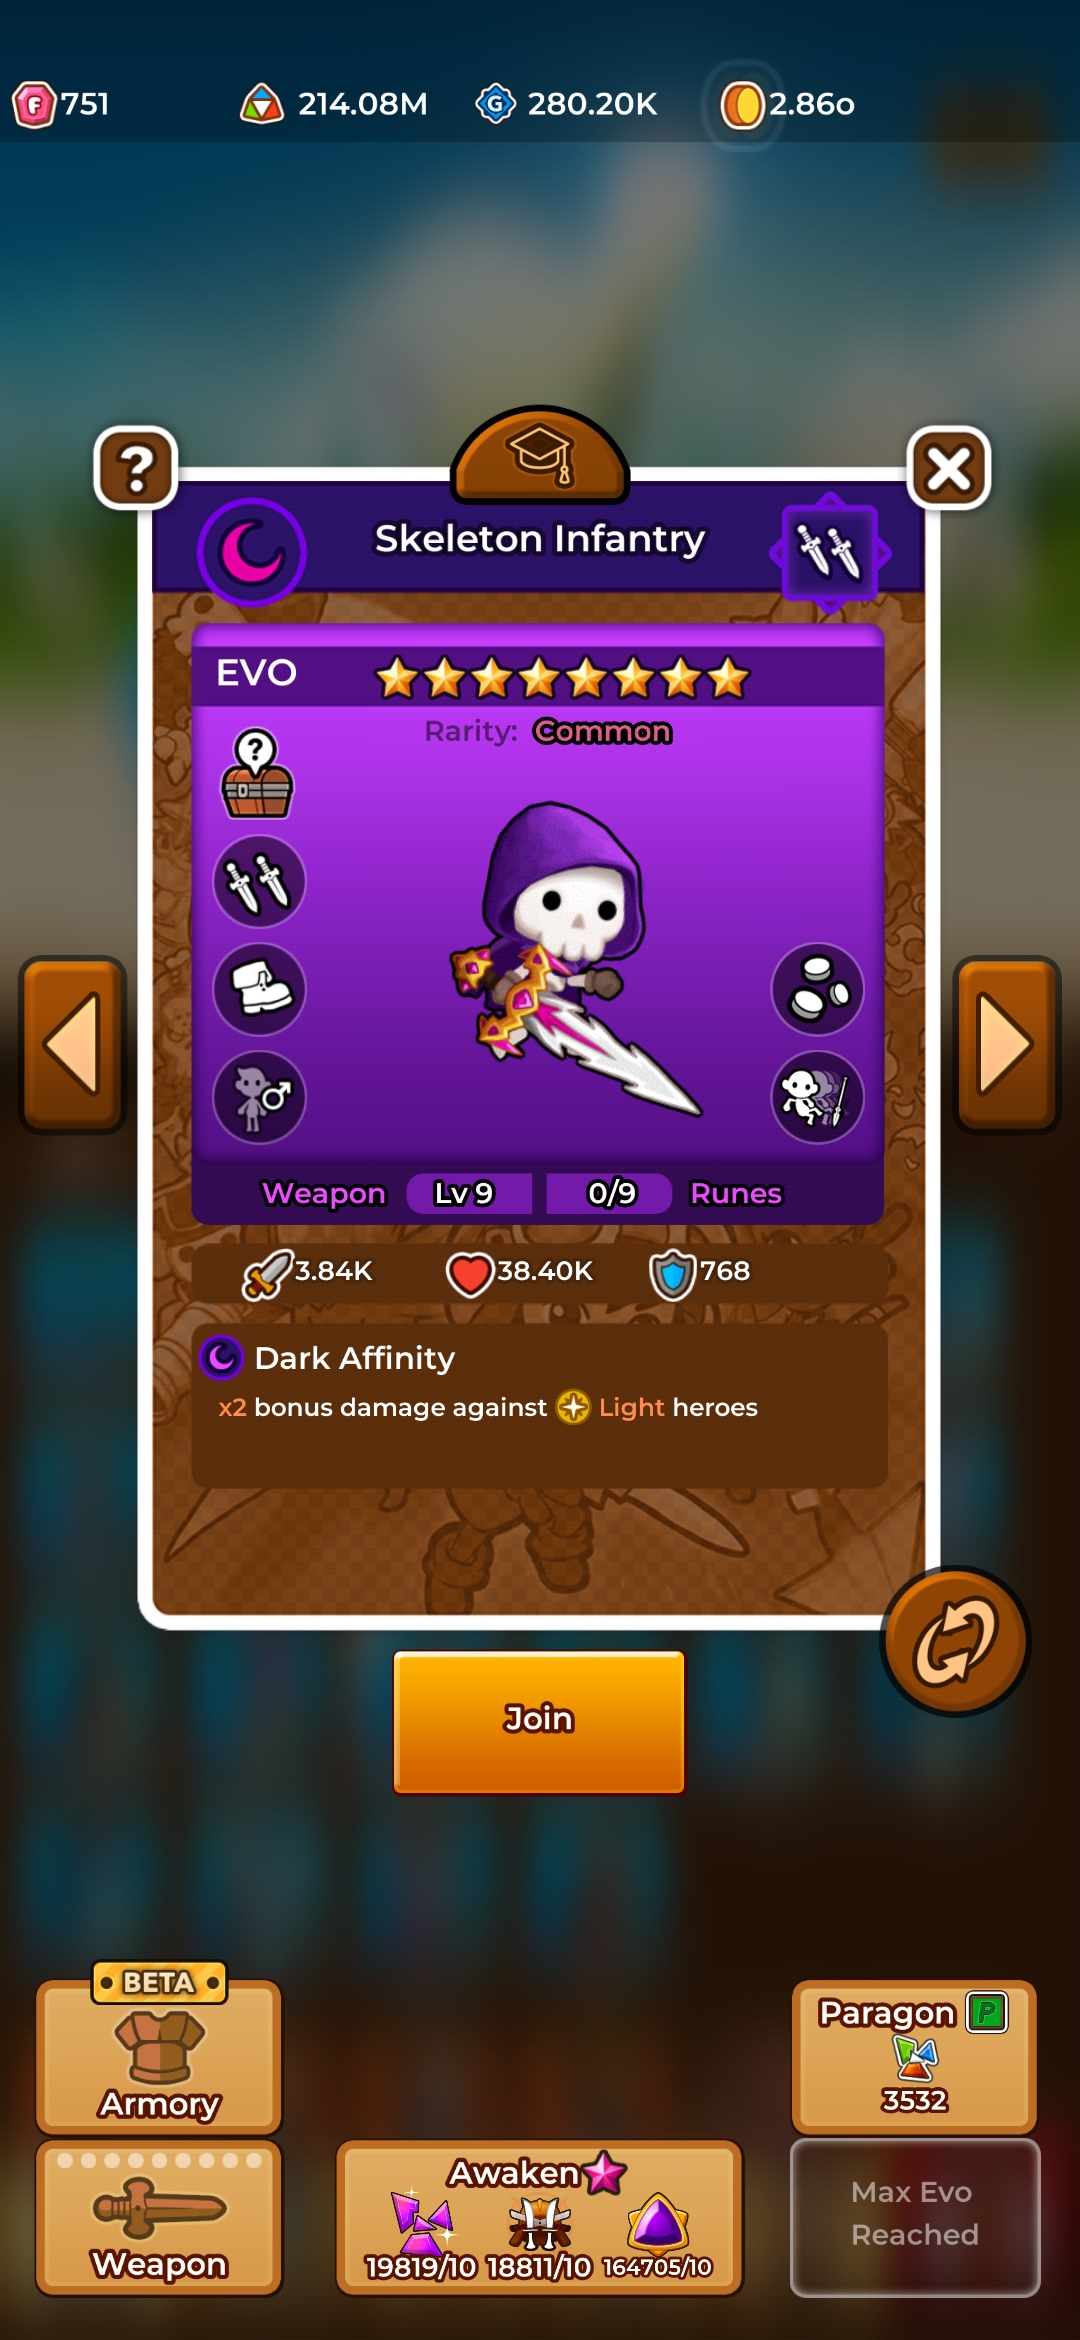 751
214.08M
280.20K
2.86o
?
Skeleton Infantry
EVO
Rarity: Common
?
Weapon Lv 9 0/9 Runes
3.84K 38.40K 768
Dark Affinity
x2 bonus damage against Light heroes
Join
BETA
Armory
Paragon P
3532
Weapon
Awaken
19819/10 18811/10 164705/10
Max Evo
Reached